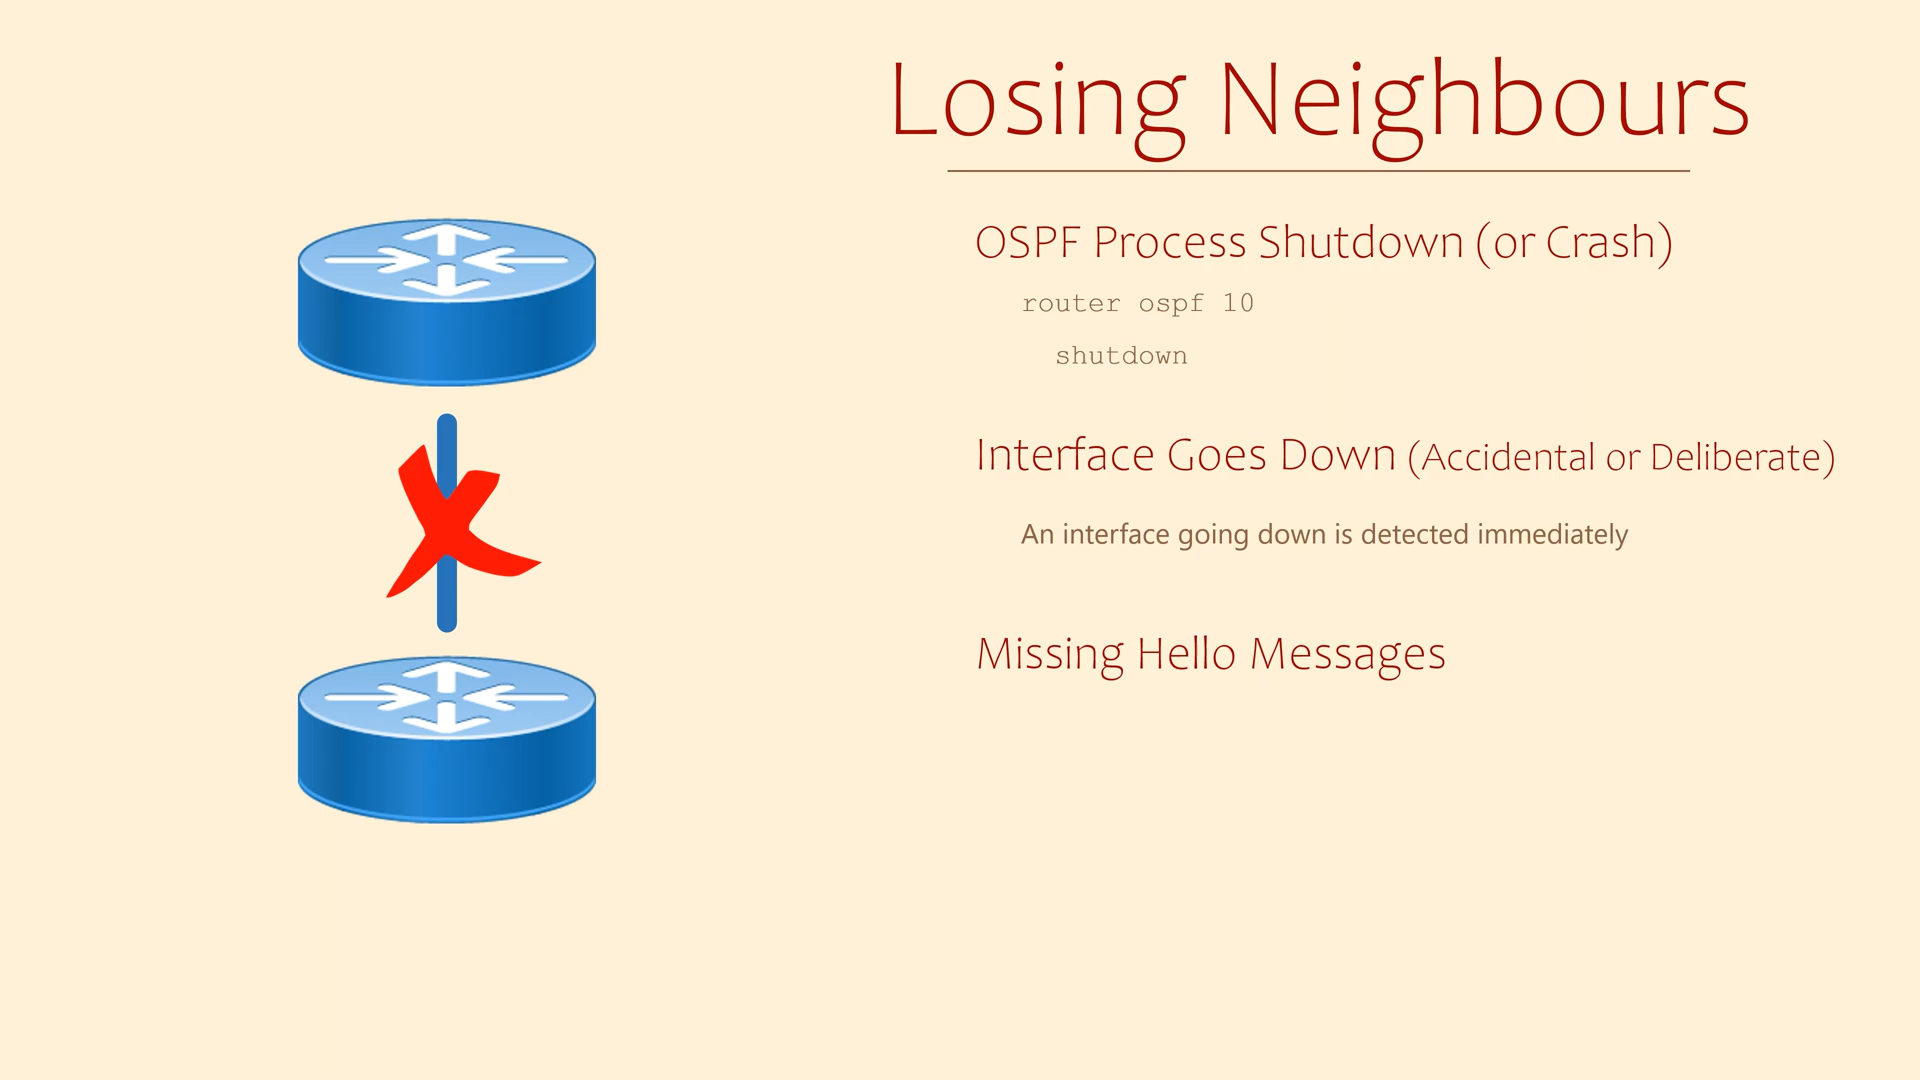 Losing Neighbours
OSPF Process Shutdown (or Crash)
router ospf 10
shutdown
Interface Goes Down (Accidental or Deliberate)
An interface going down is detected immediately
Missing Hello Messages